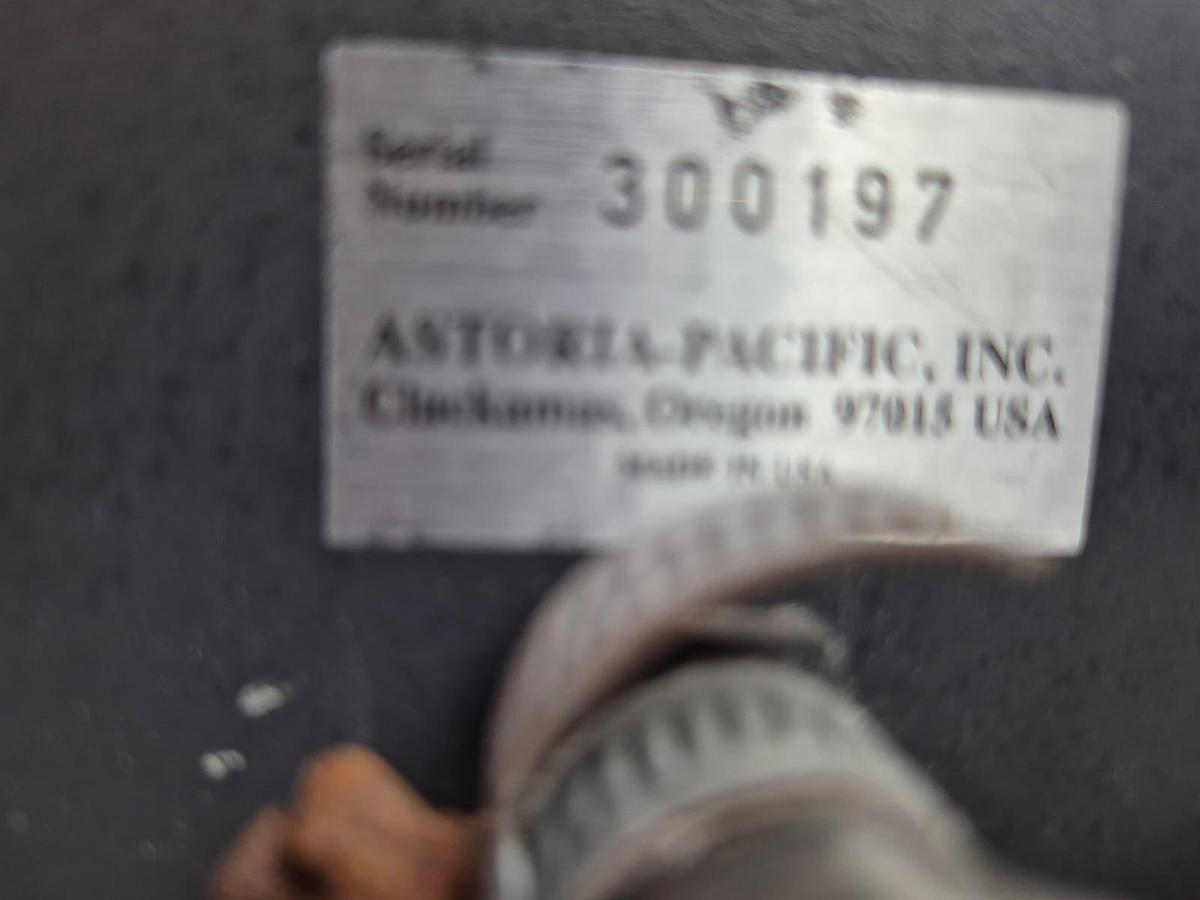 Serial
Number 300197
ASTORIA-PACIFIC, INC.
Clackamas, Oregon 97015 USA
MADE IN USA